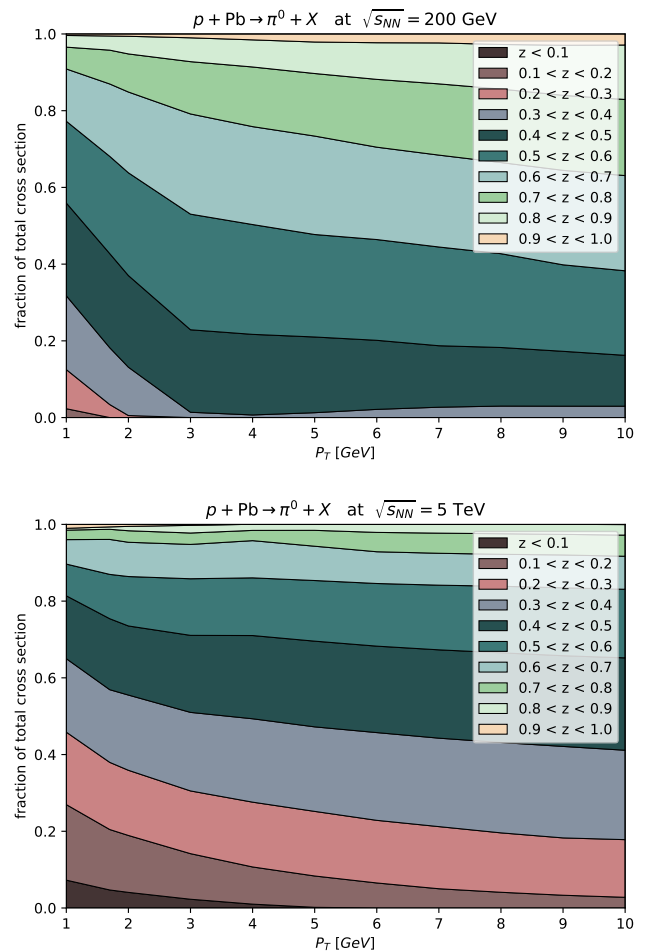 p + Pb → π⁰ + X at √s_NN = 200 GeV
1.0
0.8
0.6
0.4
0.2
0.0
fraction of total cross section
z < 0.1
0.1 < z < 0.2
0.2 < z < 0.3
0.3 < z < 0.4
0.4 < z < 0.5
0.5 < z < 0.6
0.6 < z < 0.7
0.7 < z < 0.8
0.8 < z < 0.9
0.9 < z < 1.0
1 2 3 4 5 6 7 8 9 10
P_T [GeV]
p + Pb → π⁰ + X at √s_NN = 5 TeV
1.0
0.8
0.6
0.4
0.2
0.0
fraction of total cross section
z < 0.1
0.1 < z < 0.2
0.2 < z < 0.3
0.3 < z < 0.4
0.4 < z < 0.5
0.5 < z < 0.6
0.6 < z < 0.7
0.7 < z < 0.8
0.8 < z < 0.9
0.9 < z < 1.0
1 2 3 4 5 6 7 8 9 10
P_T [GeV]